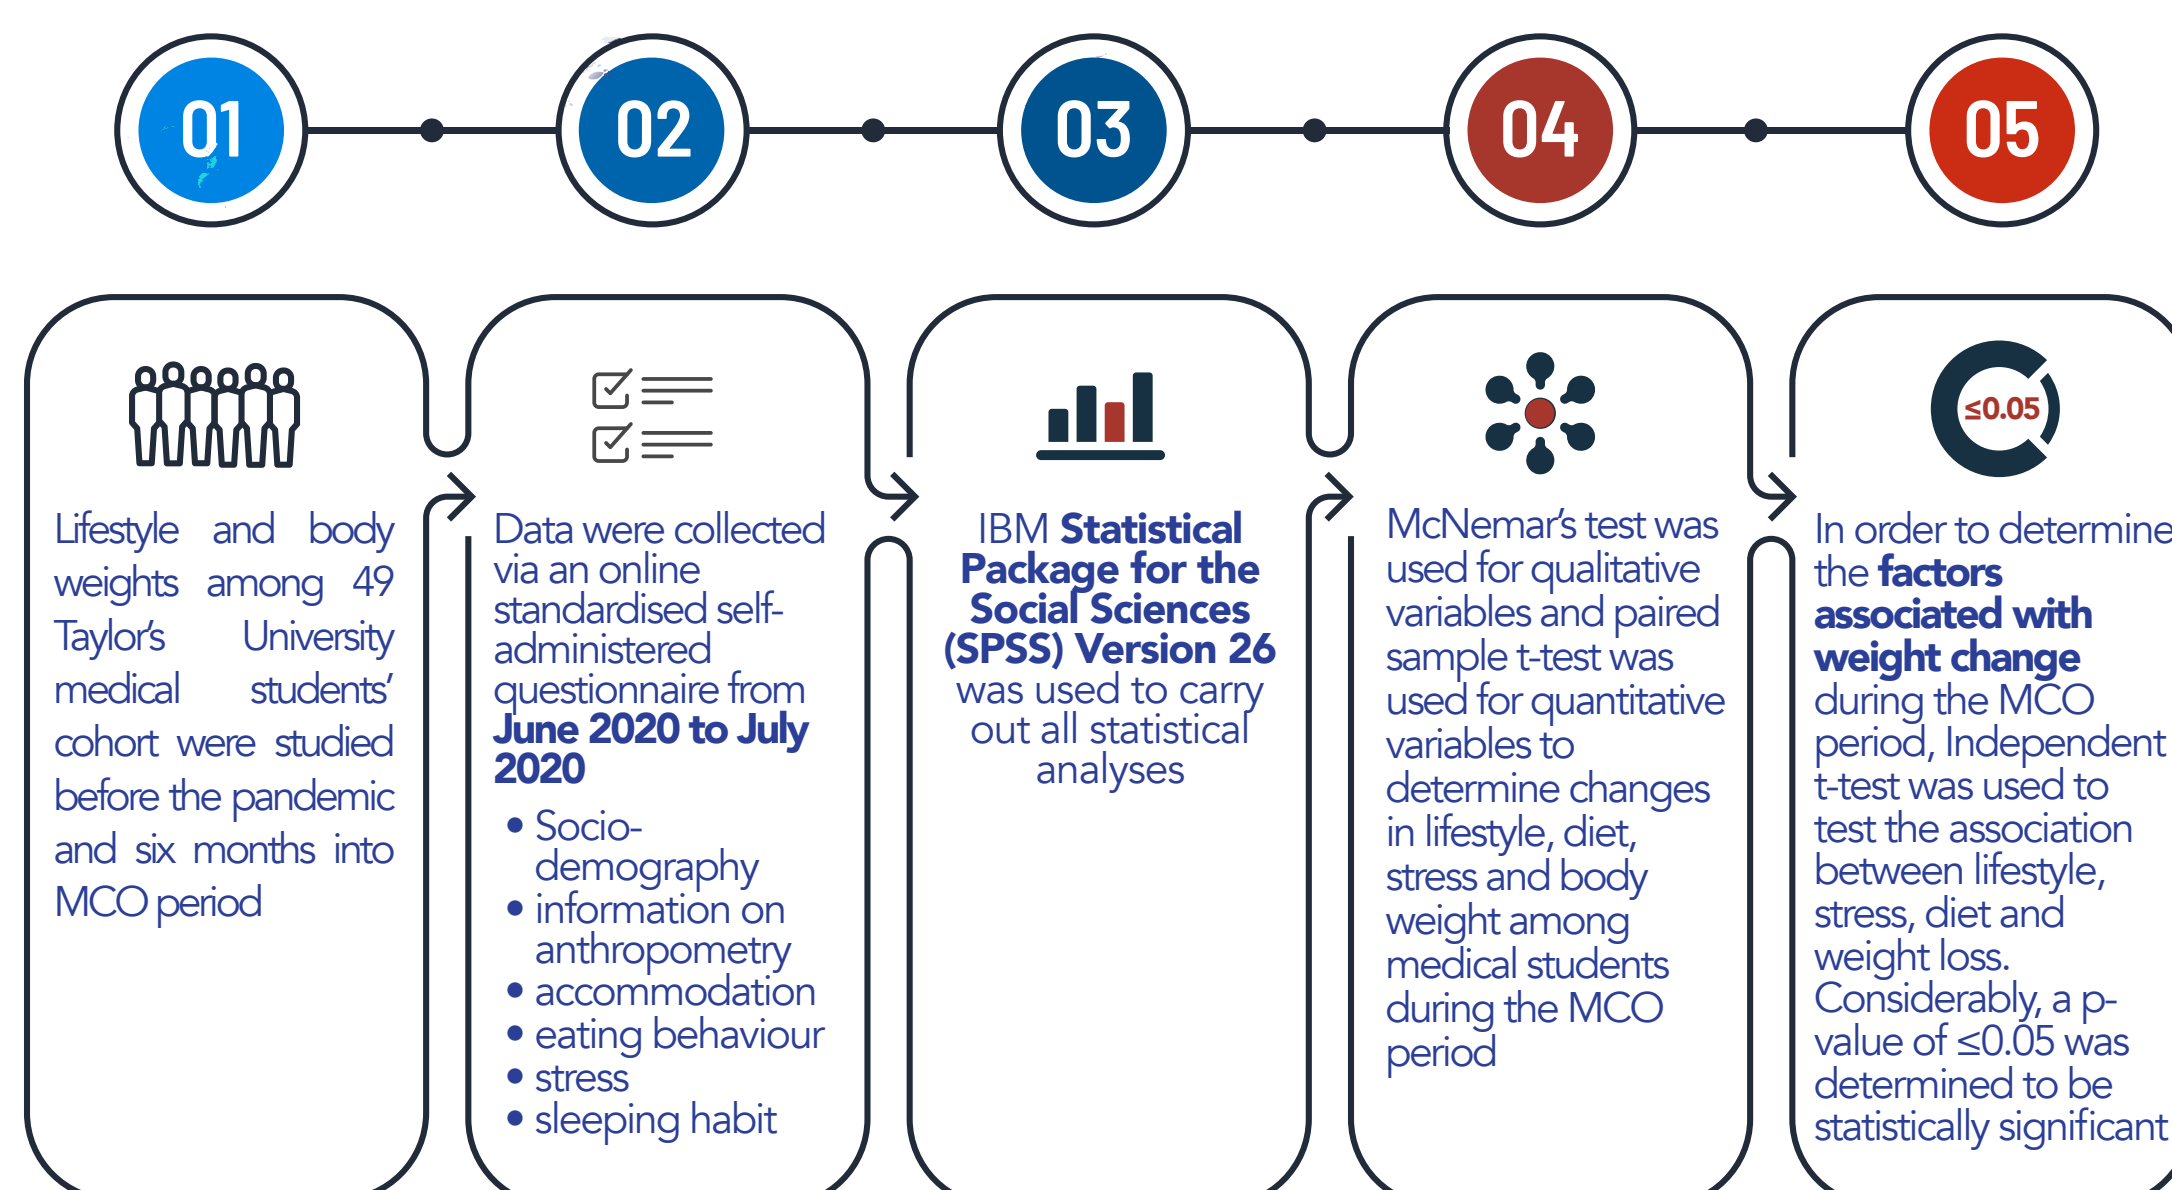 01
02
03
04
05
Lifestyle and body
weights among 49
Taylor's University
medical students'
cohort were studied
before the pandemic
and six months into
MCO period
Data were collected
via an online
standardised self-
administered
questionnaire from
June 2020 to July
2020
• Socio-
demography
• information on
anthropometry
• accommodation
• eating behaviour
• stress
• sleeping habit
IBM Statistical
Package for the
Social Sciences
(SPSS) Version 26
was used to carry
out all statistical
analyses
McNemar's test was
used for qualitative
variables and paired
sample t-test was
used for quantitative
variables to
determine changes
in lifestyle, diet,
stress and body
weight among
medical students
during the MCO
period
≤0.05
In order to determine
the factors
associated with
weight change
during the MCO
period, Independent
t-test was used to
test the association
between lifestyle,
stress, diet and
weight loss.
Considerably, a p-
value of ≤0.05 was
determined to be
statistically significant